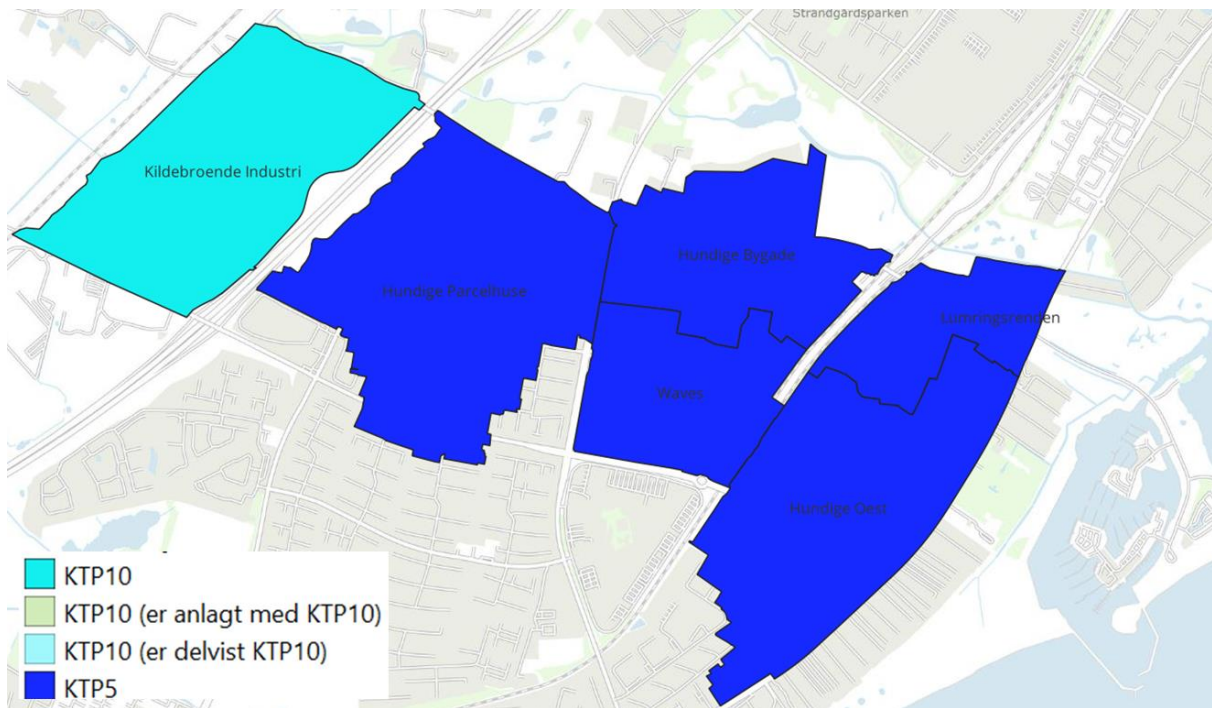 Strandgårdsparken
Kildebroende Industri
Hundige Bygade
Hundige Parcelhuse
Lumringsrenden
Waves
Hundige Oest
KTP10
KTP10 (er anlagt med KTP10)
KTP10 (er delvist KTP10)
KTP5